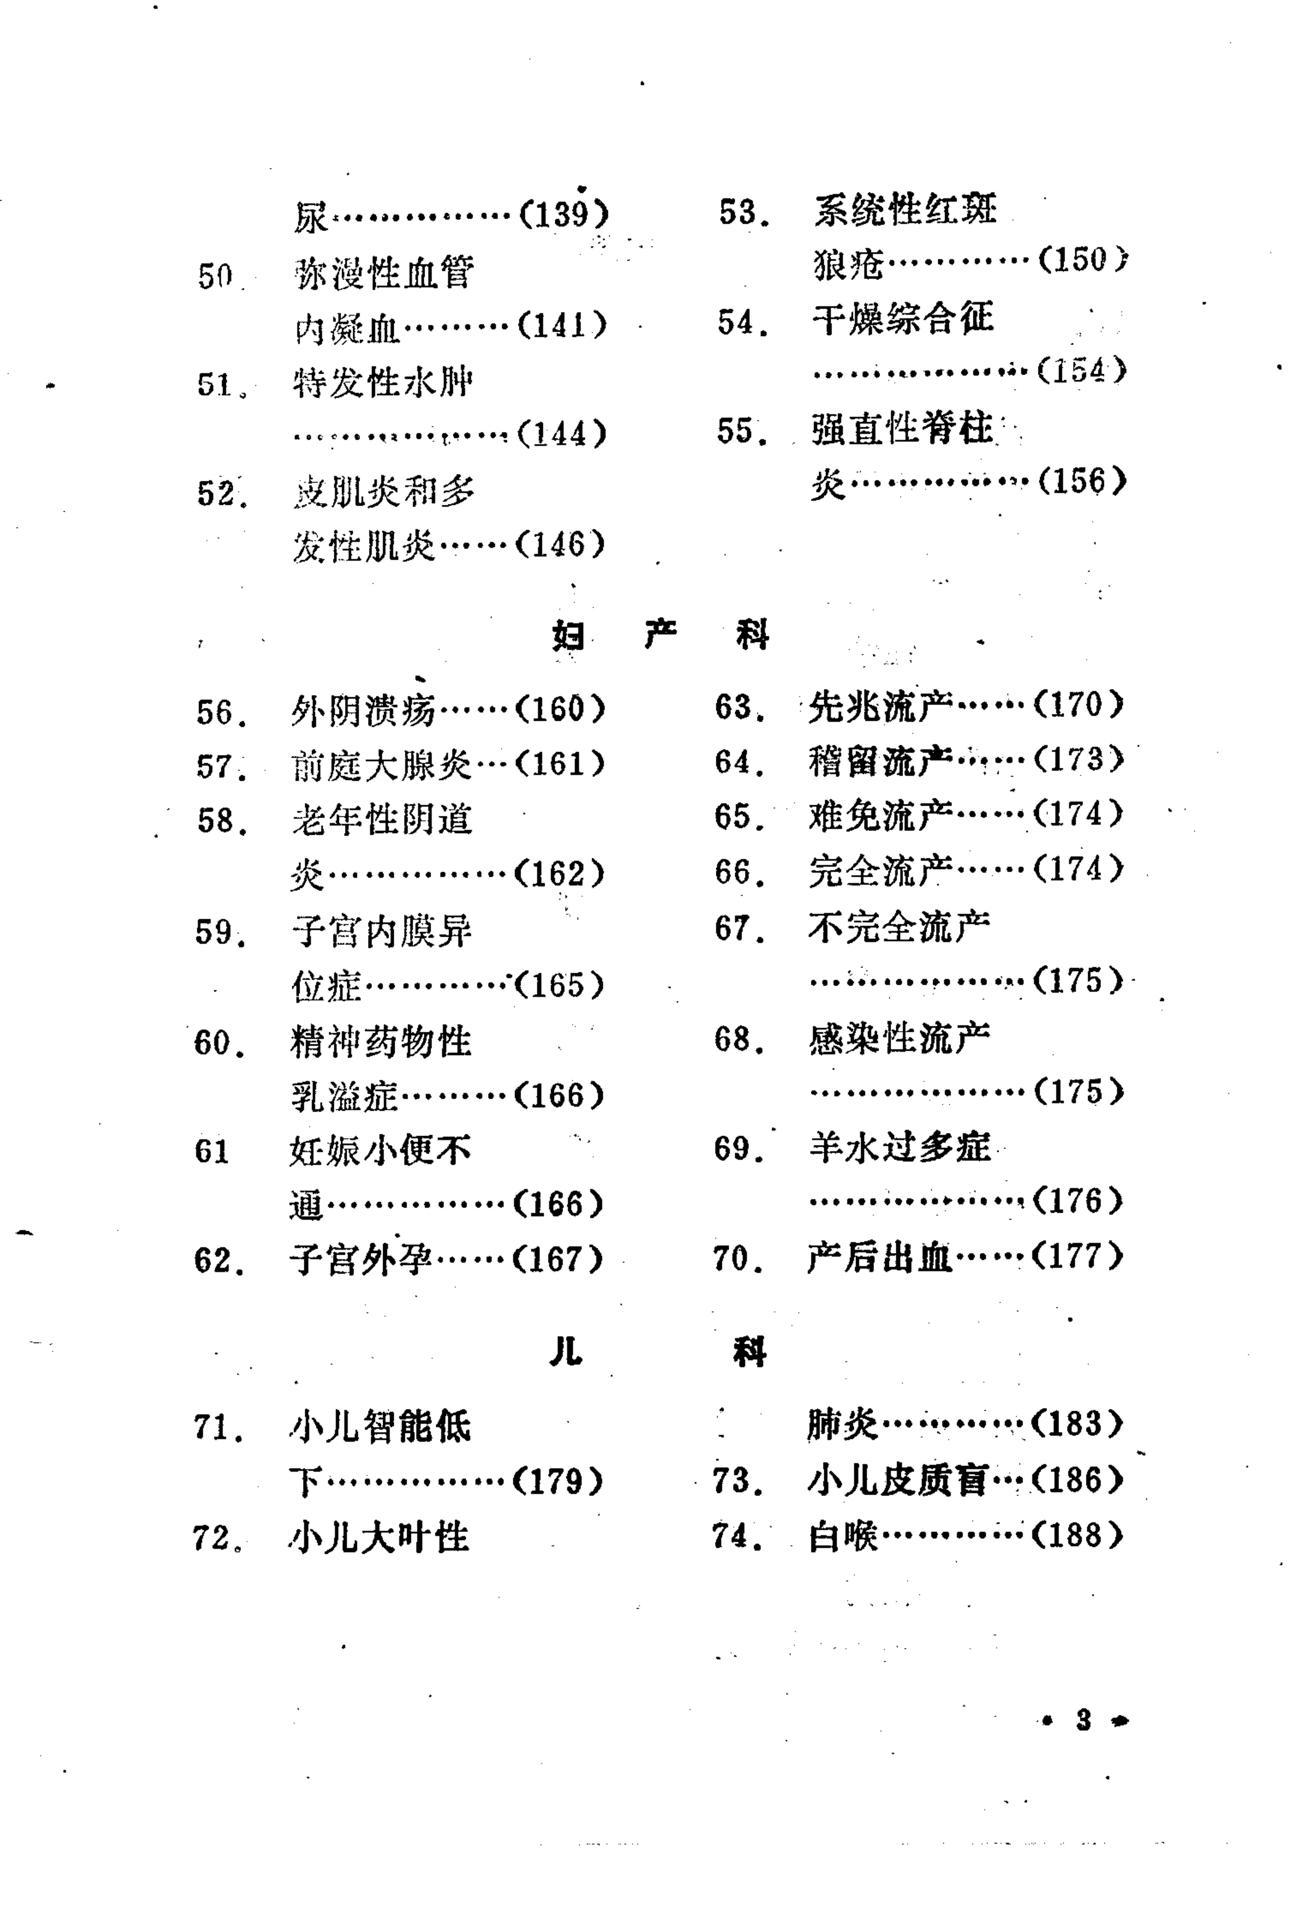 尿……………(139)
50. 弥漫性血管
内凝血………(141)
51。 特发性水肿
………………(144)
52. 皮肌炎和多
发性肌炎……(146)
53. 系统性红斑
狼疮…………(150)
54. 干燥综合征
………………(154)
55. 强直性脊柱
炎……………(156)
妇产科
56. 外阴溃疡……(160)
57. 前庭大腺炎…(161)
58. 老年性阴道
炎……………(162)
59. 子宫内膜异
位症…………(165)
60. 精神药物性
乳溢症………(166)
61 妊娠小便不
通……………(166)
62. 子宫外孕……(167)
63. 先兆流产……(170)
64. 稽留流产……(173)
65. 难免流产……(174)
66. 完全流产……(174)
67. 不完全流产
………………(175)
68. 感染性流产
………………(175)
69. 羊水过多症
………………(176)
70. 产后出血……(177)
儿科
71. 小儿智能低
下……………(179)
72。 小儿大叶性
肺炎…………(183)
73. 小儿皮质盲…(186)
74. 白喉…………(188)
• 3 •